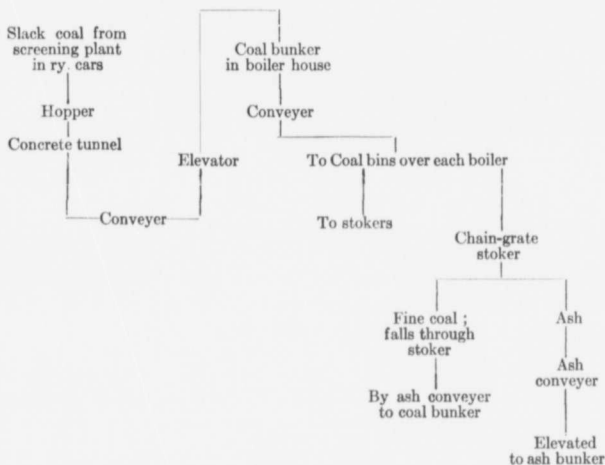 Slack coal from
screening plant
in ry. cars
Hopper
Concrete tunnel
Conveyer
Elevator
Coal bunker
in boiler house
Conveyer
To Coal bins over each boiler
To stokers
Chain-grate
stoker
Fine coal ;
falls through
stoker
By ash conveyer
to coal bunker
Ash
Ash
conveyer
Elevated
to ash bunker